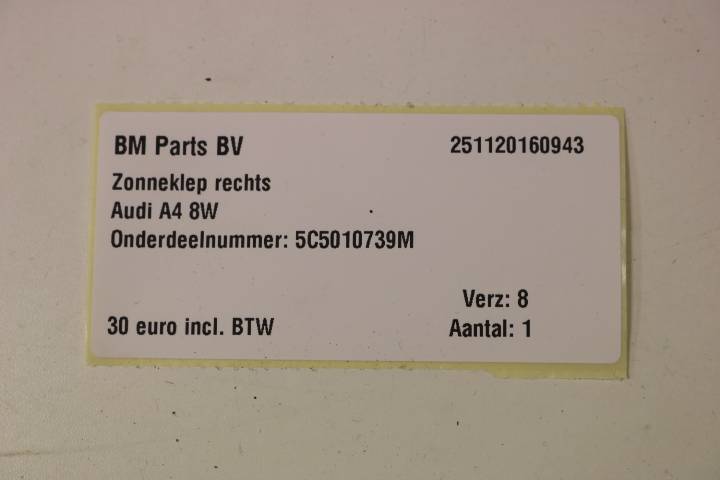 BM Parts BV 251120160943
Zonneklep rechts
Audi A4 8W
Onderdeelnummer: 5C5010739M
Verz: 8
30 euro incl. BTW Aantal: 1